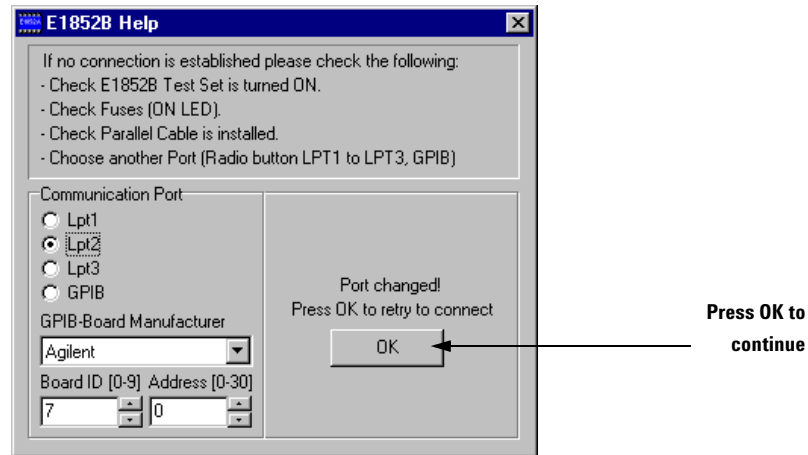 E1852B Help
If no connection is established please check the following:
- Check E1852B Test Set is turned ON.
- Check Fuses (ON LED).
- Check Parallel Cable is installed.
- Choose another Port (Radio button LPT1 to LPT3, GPIB)
Communication Port
Lpt1
Lpt2
Lpt3
GPIB
GPIB-Board Manufacturer
Agilent
Board ID [0-9] Address [0-30]
7 0
Port changed!
Press OK to retry to connect
OK
Press OK to
continue